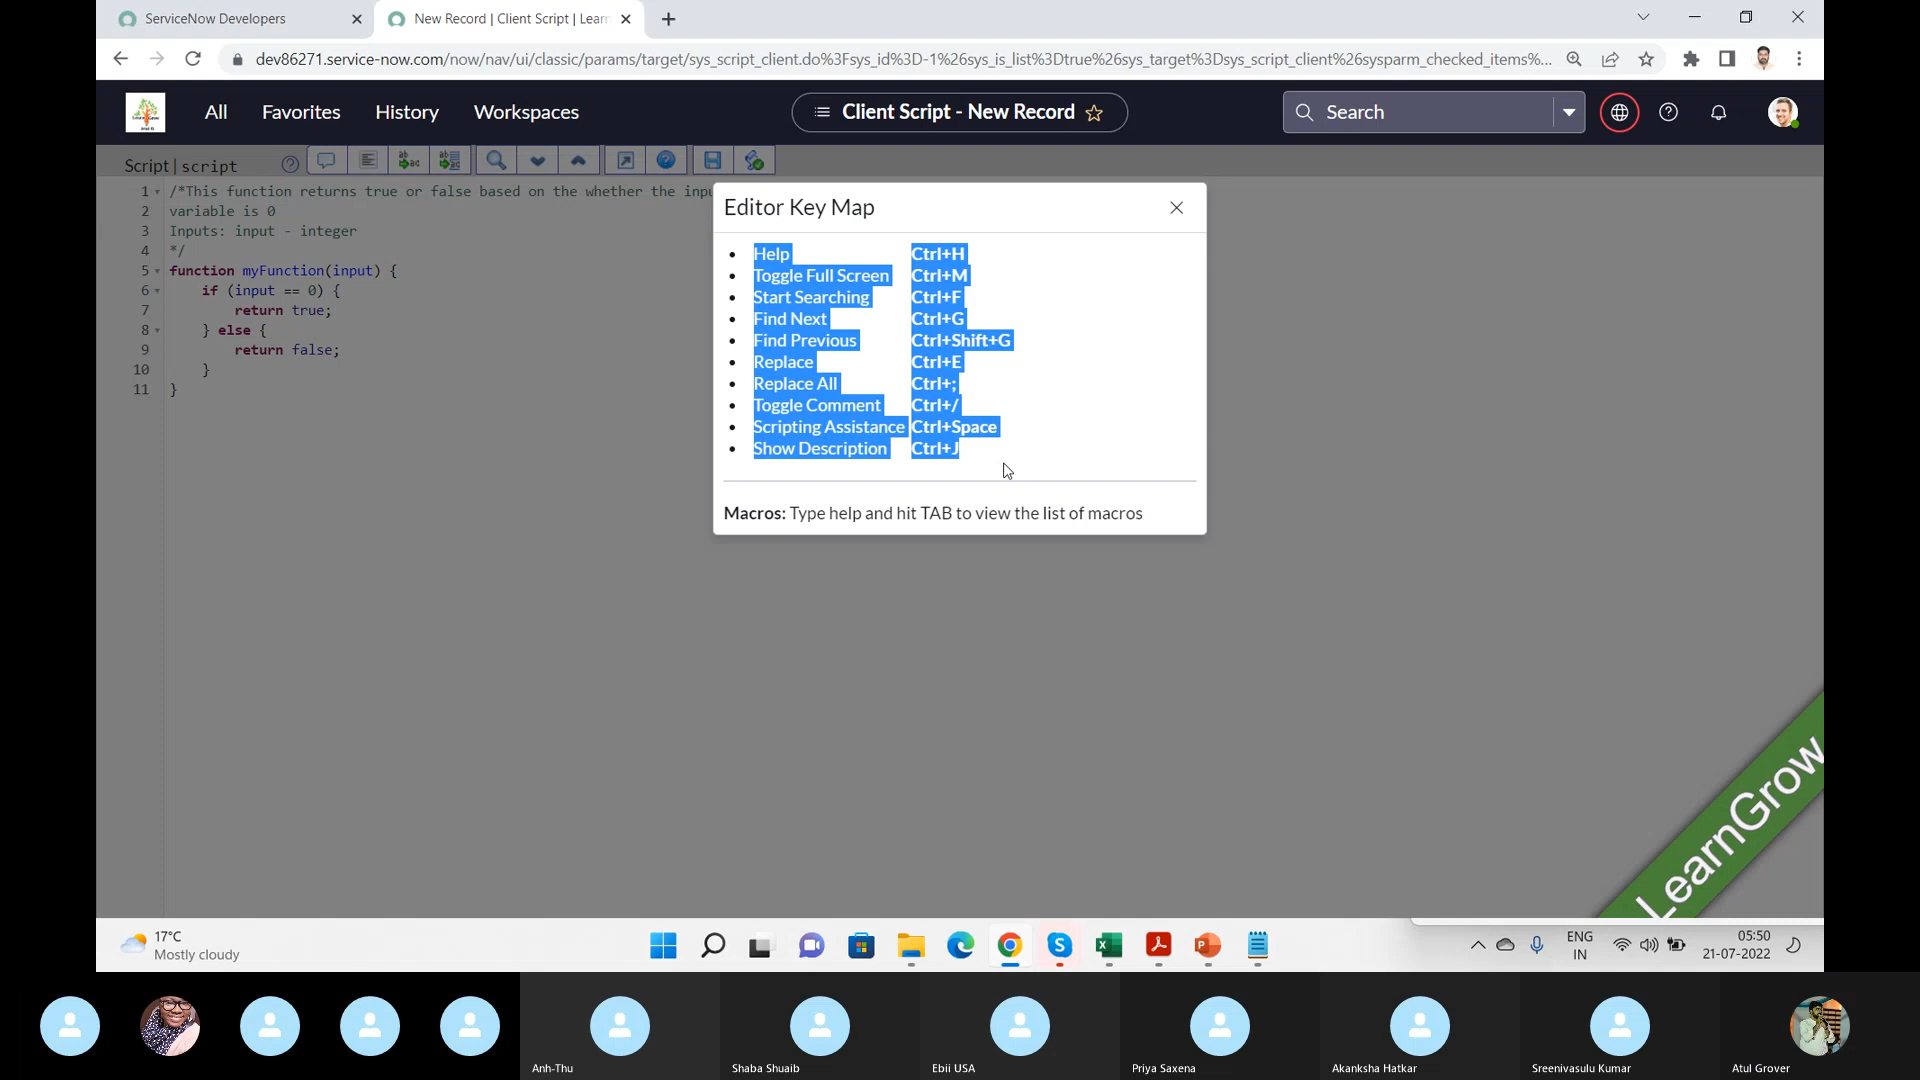 ServiceNow Developers
New Record | Client Script | Learn
dev86271.service-now.com/now/nav/ui/classic/params/target/sys_script_client.do%3Fsys_id%3D-1%26sys_is_list%3Dtrue%26sys_target%3Dsys_script_client%26sysparm_checked_items%...
All
Favorites
History
Workspaces
Client Script - New Record
Search
Script | script
1 /*This function returns true or false based on the whether the inpu
2 variable is 0
3 Inputs: input - integer
4 */
5 function myFunction(input) {
6 if (input == 0) {
7 return true;
8 } else {
9 return false;
10 }
11 }
Editor Key Map
Help Ctrl+H
Toggle Full Screen Ctrl+M
Start Searching Ctrl+F
Find Next Ctrl+G
Find Previous Ctrl+Shift+G
Replace Ctrl+E
Replace All Ctrl+;
Toggle Comment Ctrl+/
Scripting Assistance Ctrl+Space
Show Description Ctrl+J
Macros: Type help and hit TAB to view the list of macros
LearnGrow
17°C
Mostly cloudy
ENG
IN
05:50
21-07-2022
Anh-Thu
Shaba Shuaib
Ebii USA
Priya Saxena
Akanksha Hatkar
Sreenivasulu Kumar
Atul Grover